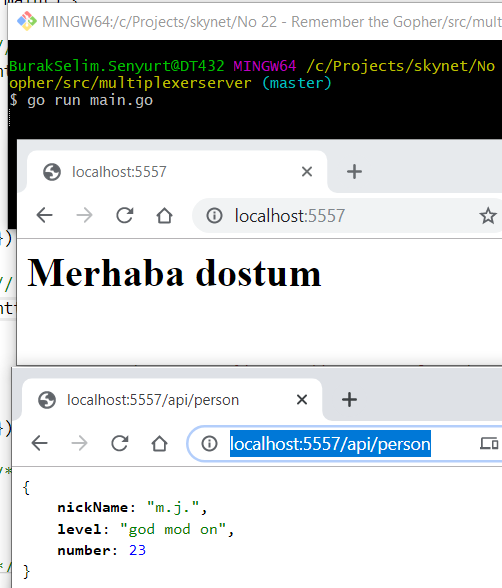 MINGW64:/c/Projects/skynet/No 22 - Remember the Gopher/src/mult
BurakSelim.Senyurt@DT432 MINGW64 /c/Projects/skynet/No
opher/src/multiplexerserver (master)
$ go run main.go
localhost:5557
localhost:5557
Merhaba dostum
localhost:5557/api/person
localhost:5557/api/person
{
nickName: "m.j.",
level: "god mod on",
number: 23
}